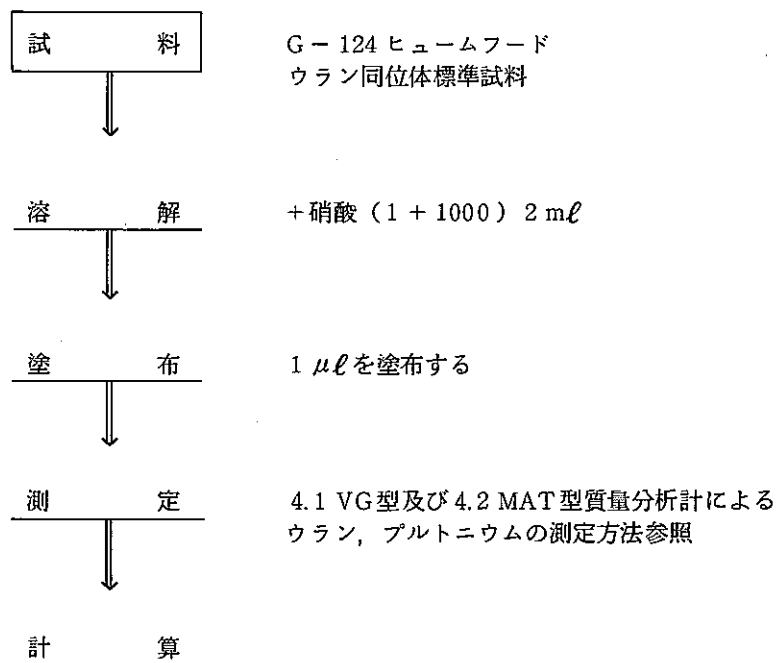 試　　料　　G－124 ヒュームフード
ウラン同位体標準試料
溶　　解　　＋硝酸（1＋1000）2 mℓ
塗　　布　　1 μℓを塗布する
測　　定　　4.1 VG型及び4.2 MAT型質量分析計による
ウラン，プルトニウムの測定方法参照
計　　算